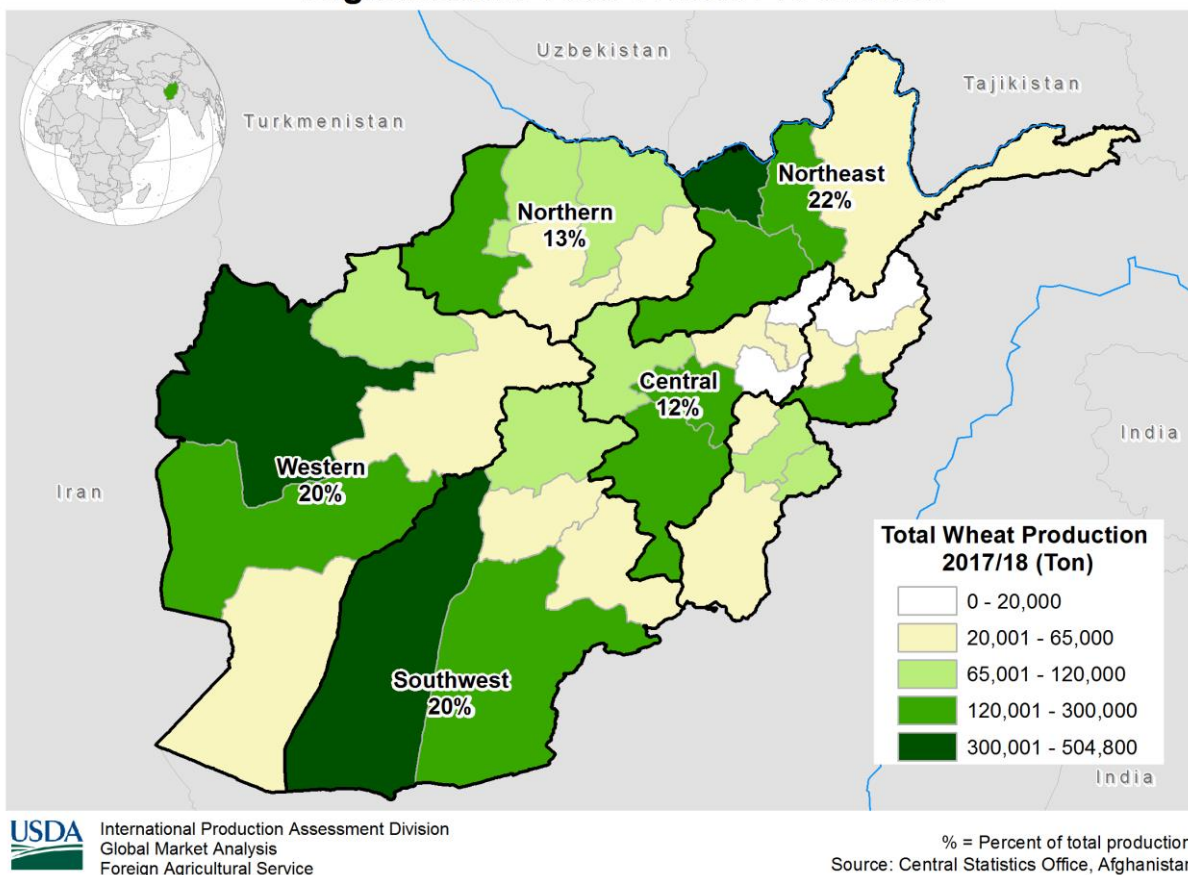 Uzbekistan
Tajikistan
Turkmenistan
Northeast
22%
Northern
13%
Central
12%
India
Western
20%
Iran
Total Wheat Production
2017/18 (Ton)
0 - 20,000
20,001 - 65,000
65,001 - 120,000
120,001 - 300,000
300,001 - 504,800
Southwest
20%
India
USDA
International Production Assessment Division
Global Market Analysis
Foreign Agricultural Service
% = Percent of total production
Source: Central Statistics Office, Afghanistan